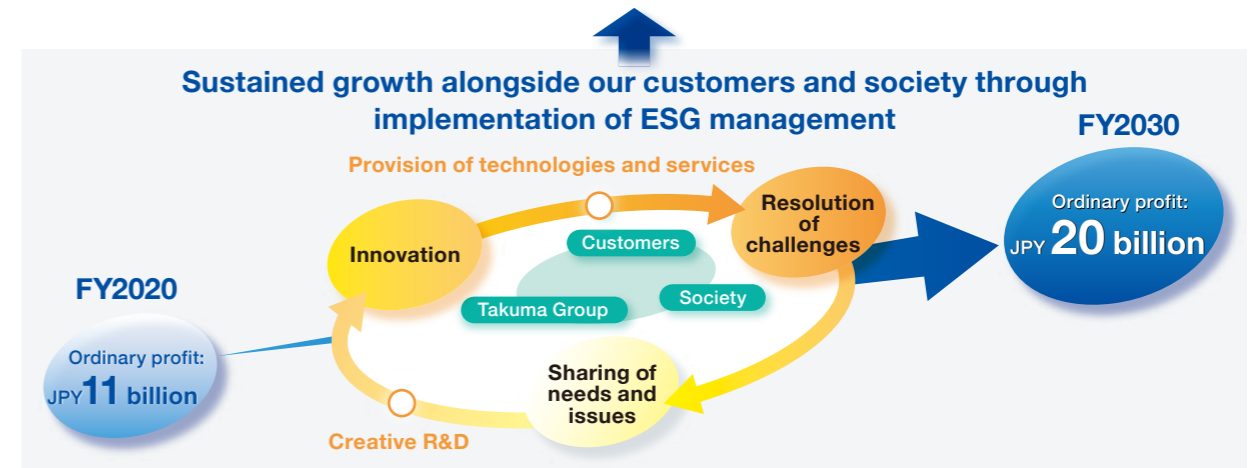 Sustained growth alongside our customers and society through
implementation of ESG management
FY2030
Provision of technologies and services
Resolution
of
challenges
Ordinary profit:
JPY 20 billion
Innovation
Customers
Society
Takuma Group
FY2020
Ordinary profit:
JPY 11 billion
Sharing of
needs and
issues
Creative R&D